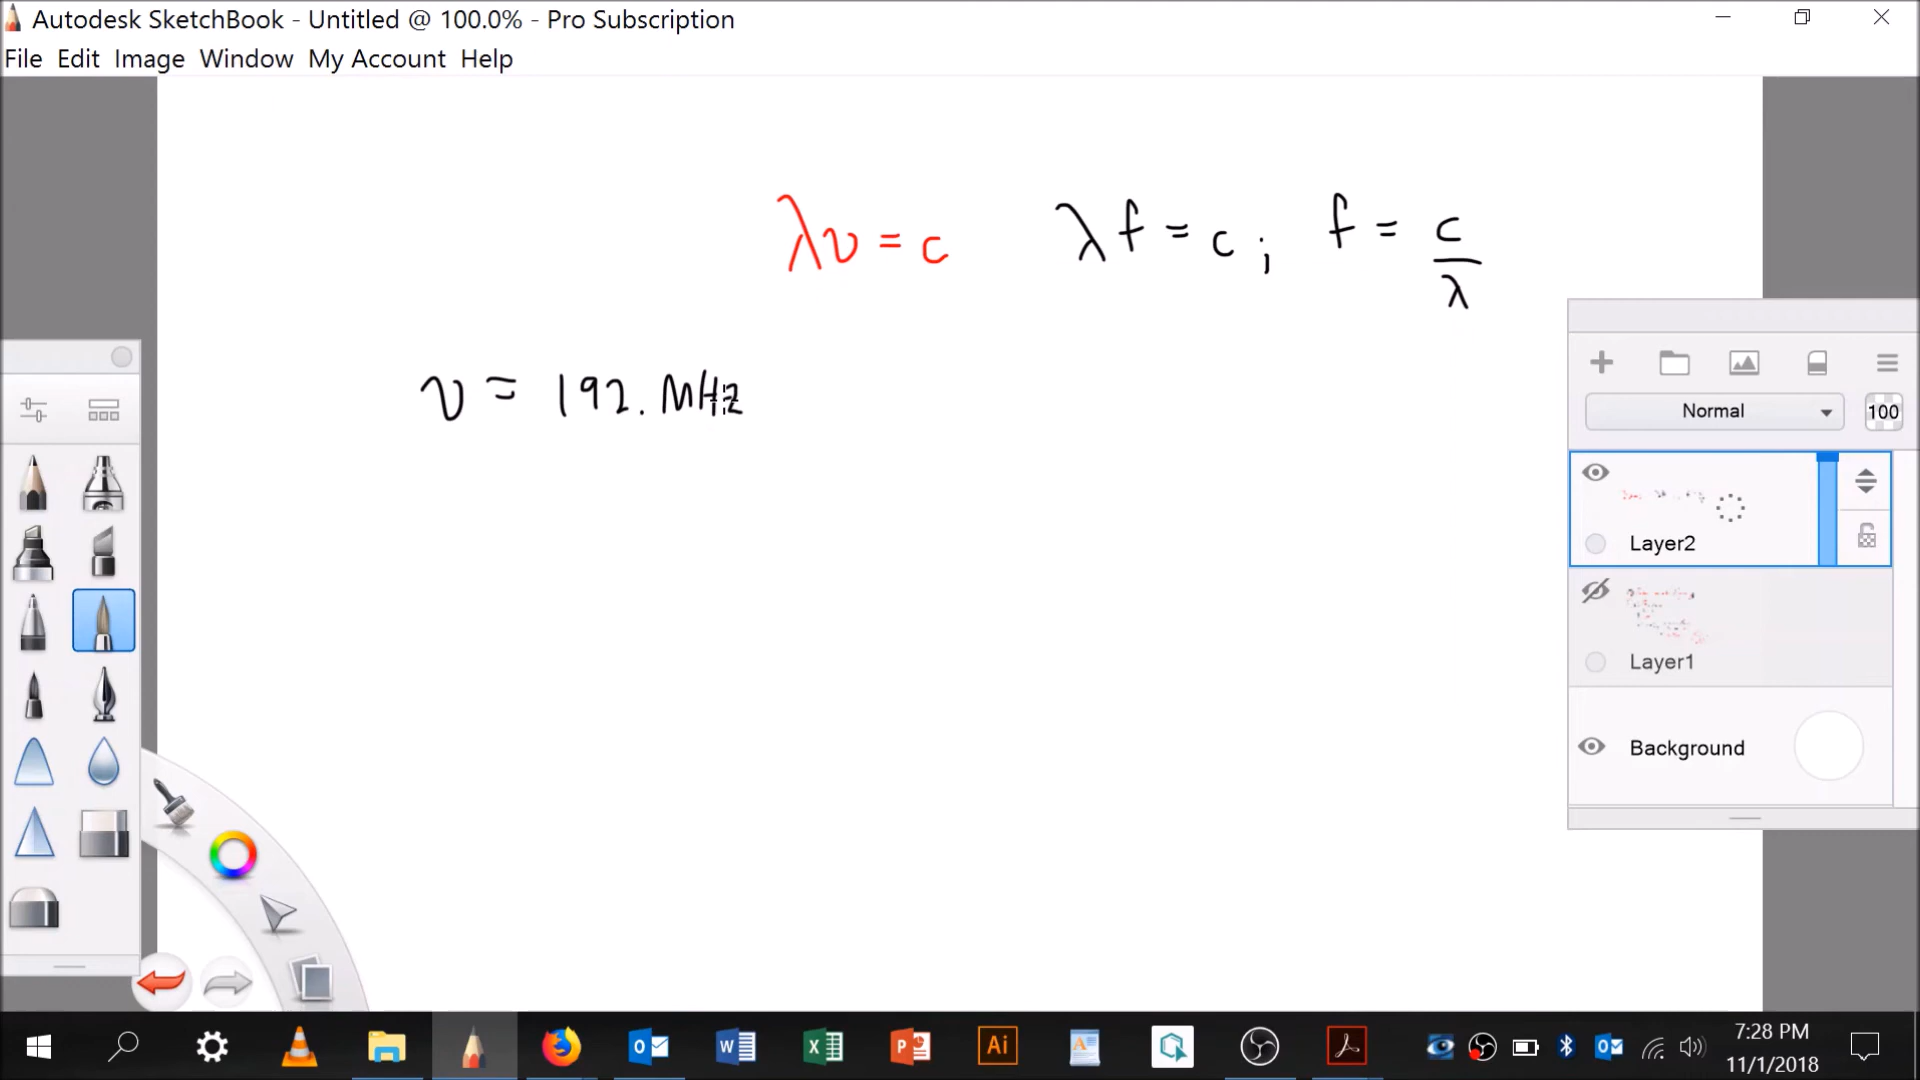 Autodesk SketchBook - Untitled @ 100.0% - Pro Subscription
File Edit Image Window My Account Help
λν = c λf = c ; f = c/λ
ν = 192. MHz
Normal 100
Layer2
Layer1
Background
7:28 PM
11/1/2018